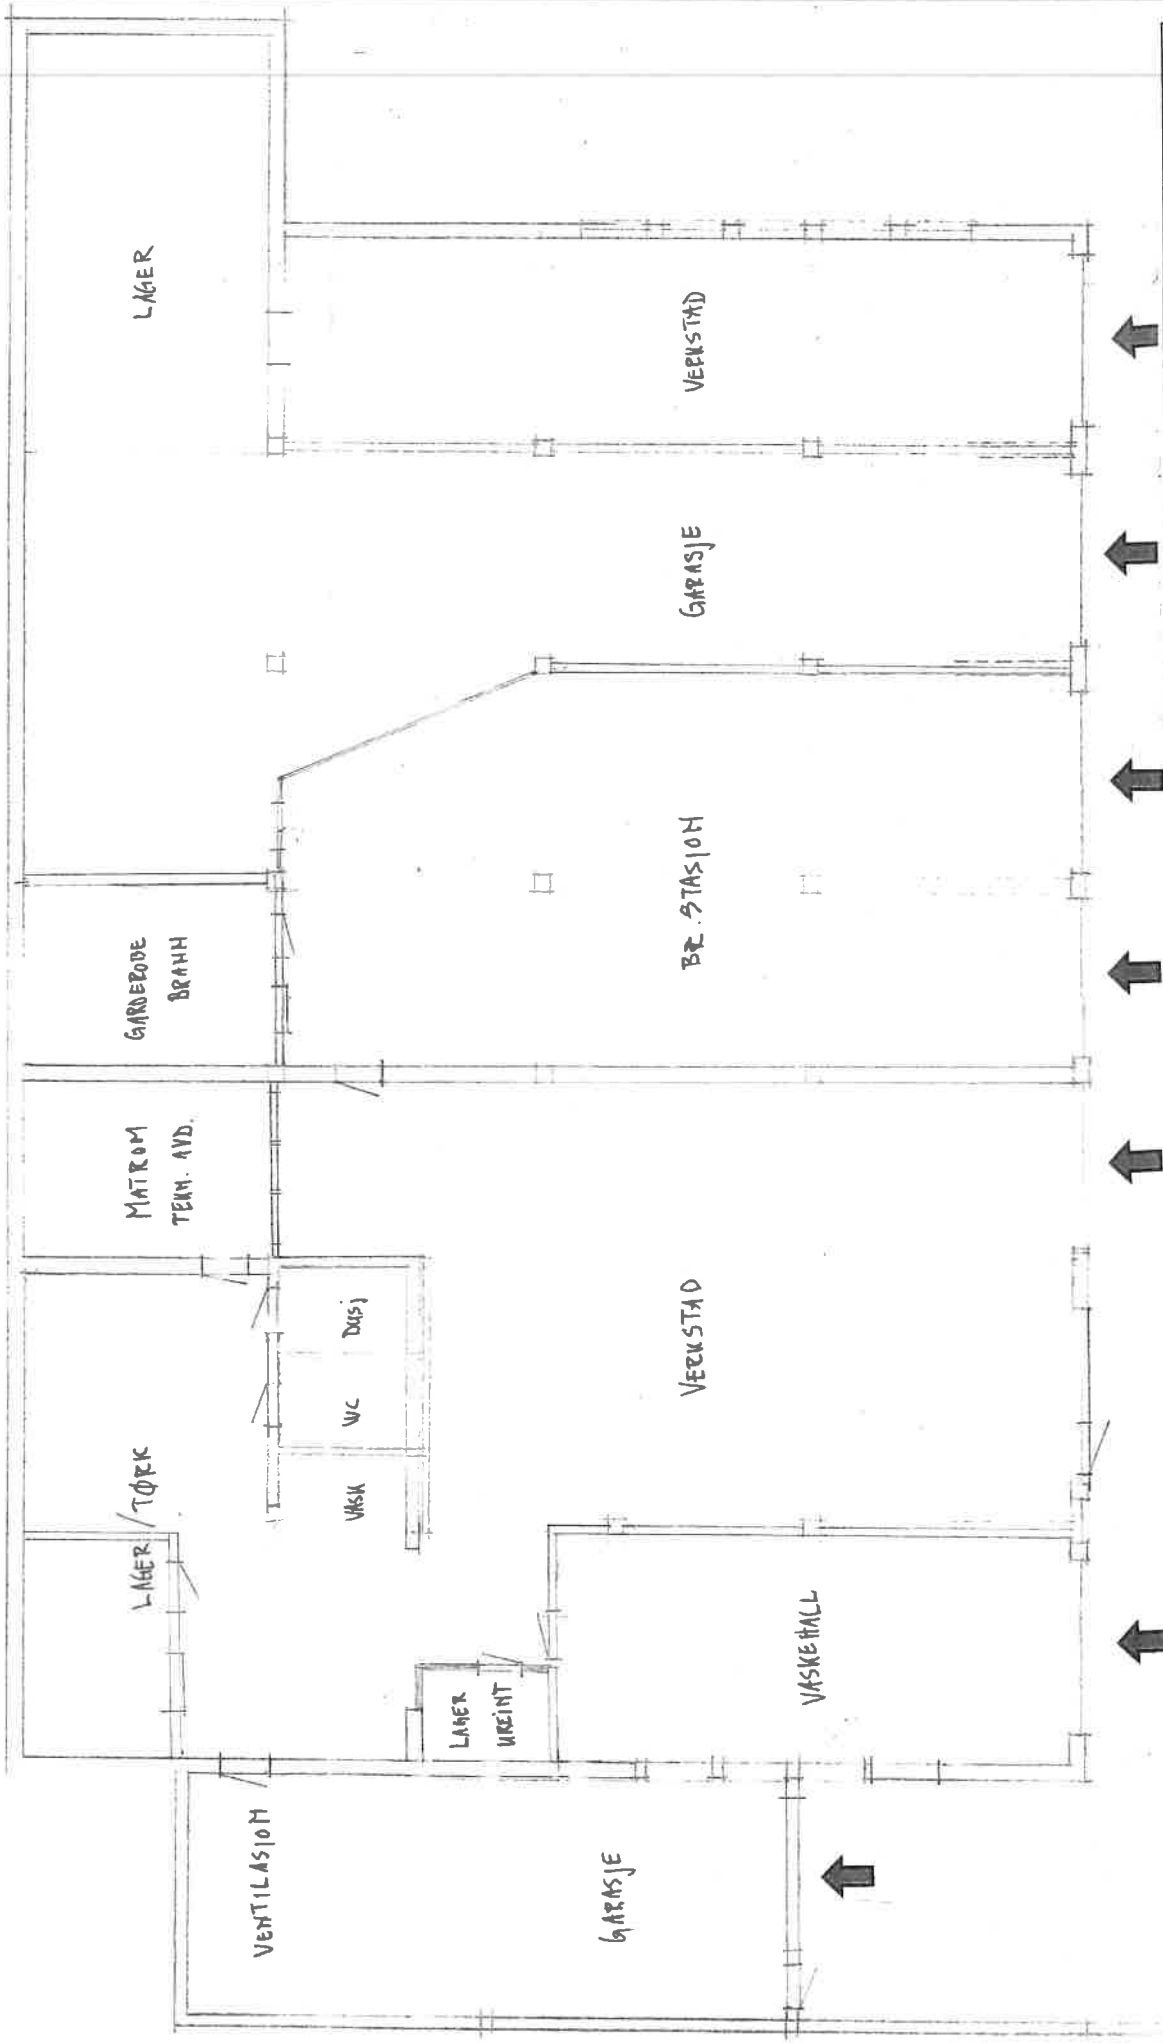 LAGER/TØRK
MATROM
TEKN. AVD.
GARDEROBE
BRANN
LAGER
VENTILASJON
VASK
WC
DUSJ
LAGER
UREINT
GARASJE
VERKSTAD
BR. STASJON
GARASJE
VERKSTAD
VASKEHALL